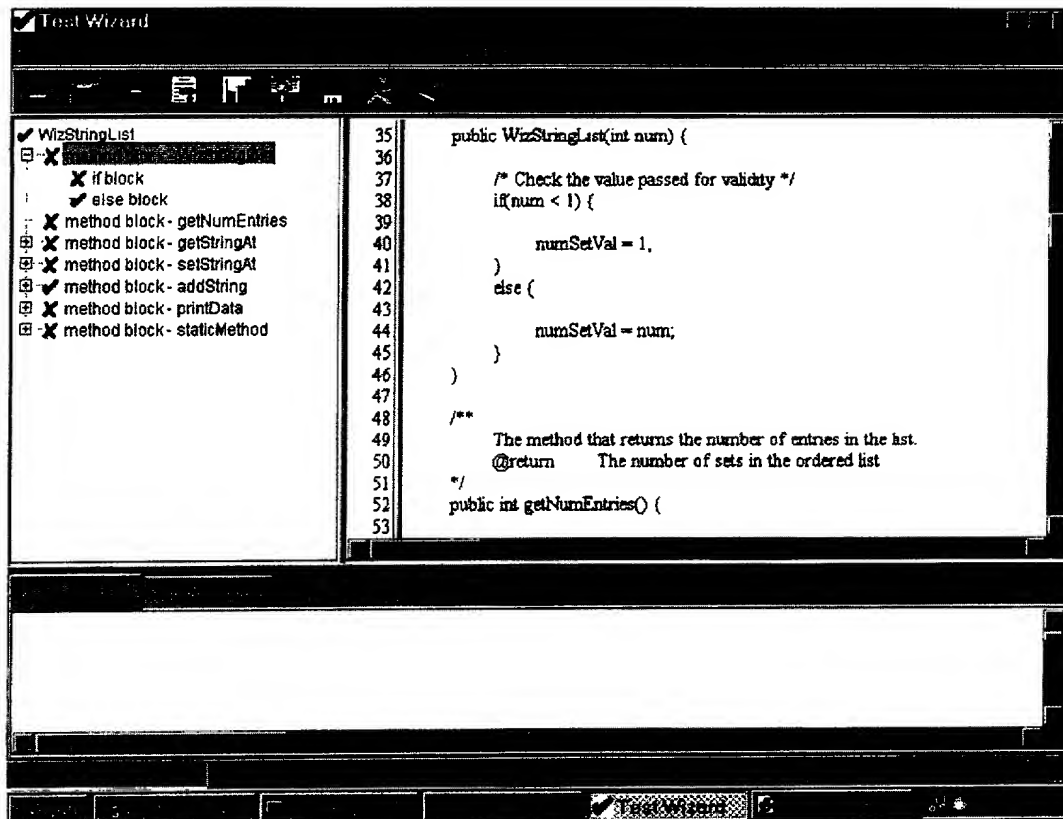 Test Wizard
WizStringList
method block - WizStringList
if block
else block
method block - getNumEntries
method block - getStringAt
method block - setStringAt
method block - addString
method block - printData
method block - staticMethod
35 public WizStringList(int num) {
36
37 /* Check the value passed for validity */
38 if(num < 1) {
39
40 numSetVal = 1,
41 }
42 else {
43
44 numSetVal = num;
45 }
46 }
47
48 /**
49 The method that returns the number of entries in the list.
50 @return The number of sets in the ordered list
51 */
52 public int getNumEntries() {
53
Test Wizard